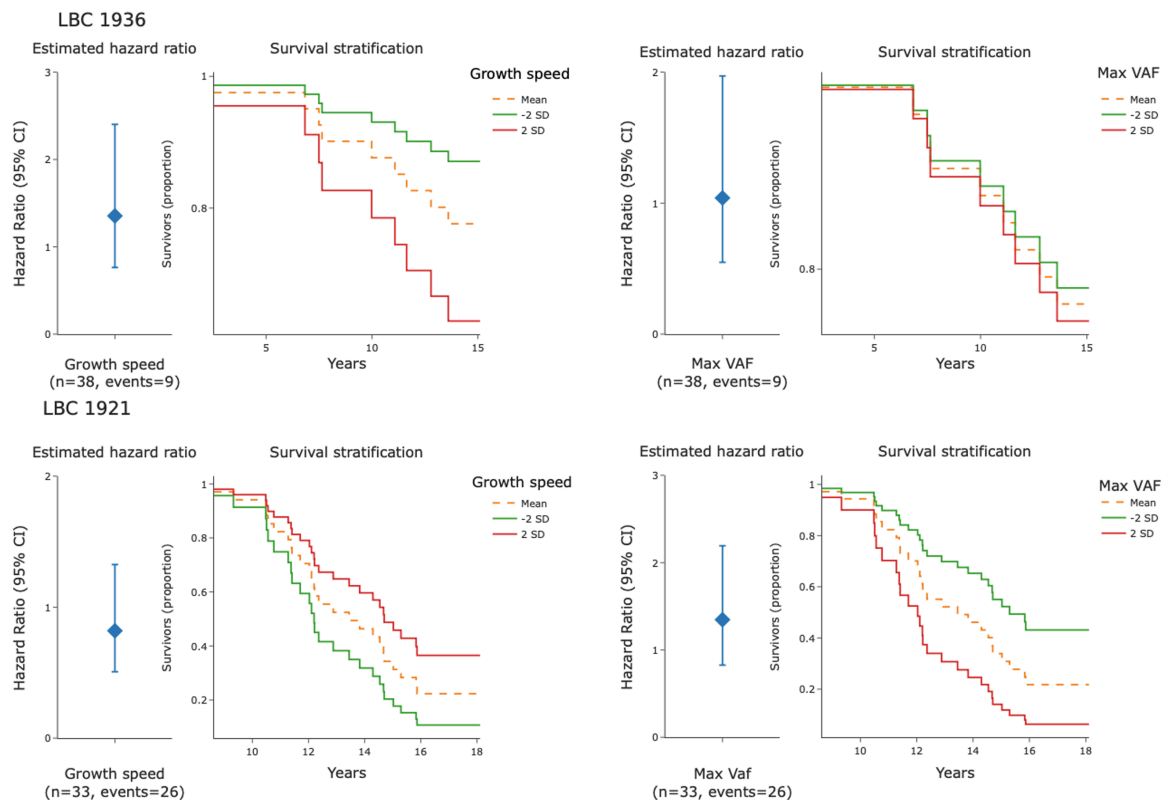 LBC 1936
Estimated hazard ratio
Survival stratification
Growth speed
Mean
-2 SD
2 SD
Hazard Ratio (95% CI)
3
2
1
0
Survivors (proportion)
1
0.8
5
10
15
Years
Growth speed
(n=38, events=9)
Estimated hazard ratio
Survival stratification
Max VAF
Mean
-2 SD
2 SD
Hazard Ratio (95% CI)
2
1
0
Survivors (proportion)
0.8
5
10
15
Years
Max VAF
(n=38, events=9)
LBC 1921
Estimated hazard ratio
Survival stratification
Growth speed
Mean
-2 SD
2 SD
Hazard Ratio (95% CI)
2
1
0
Survivors (proportion)
1
0.8
0.6
0.4
0.2
10
12
14
16
18
Years
Growth speed
(n=33, events=26)
Estimated hazard ratio
Survival stratification
Max VAF
Mean
-2 SD
2 SD
Hazard Ratio (95% CI)
3
2
1
0
Survivors (proportion)
1
0.8
0.6
0.4
0.2
10
12
14
16
18
Years
Max Vaf
(n=33, events=26)